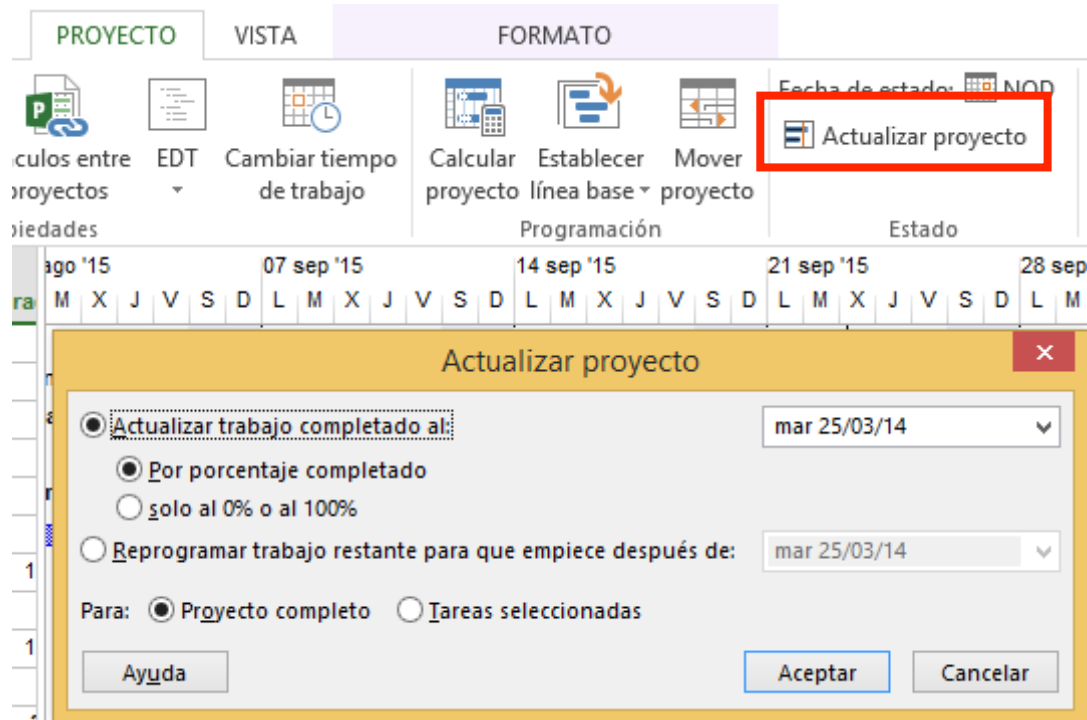 PROYECTO VISTA FORMATO
Fecha de estado: NOD
Actualizar proyecto
culos entre EDT Cambiar tiempo Calcular Establecer Mover
proyectos de trabajo proyecto línea base proyecto
piedades Programación Estado
ago '15 07 sep '15 14 sep '15 21 sep '15 28 sep
ra M X J V S D L M X J V S D L M X J V S D L M X J V S D L M
Actualizar proyecto
Actualizar trabajo completado al: mar 25/03/14
Por porcentaje completado
solo al 0% o al 100%
Reprogramar trabajo restante para que empiece después de: mar 25/03/14
1
Para: Proyecto completo Tareas seleccionadas
1
Ayuda Aceptar Cancelar